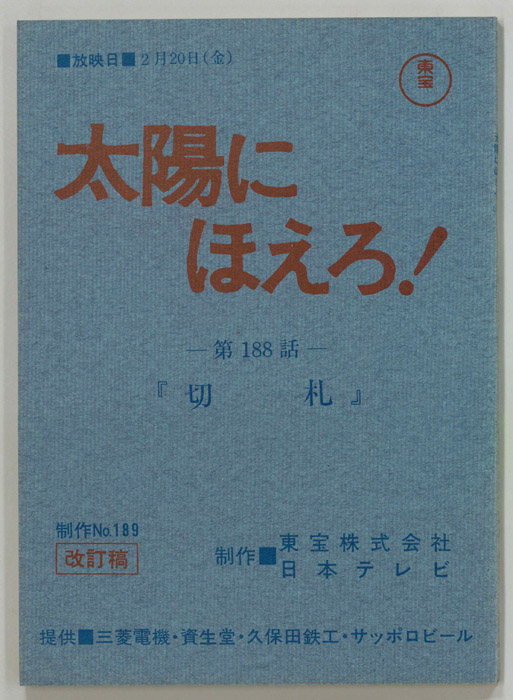 ■放映日■2月20日(金)
東宝
太陽に
ほえろ!
―第188話―
『切 札』
制作No.189
改訂稿
制作■東宝株式会社
日本テレビ
提供■三菱電機・資生堂・久保田鉄工・サッポロビール